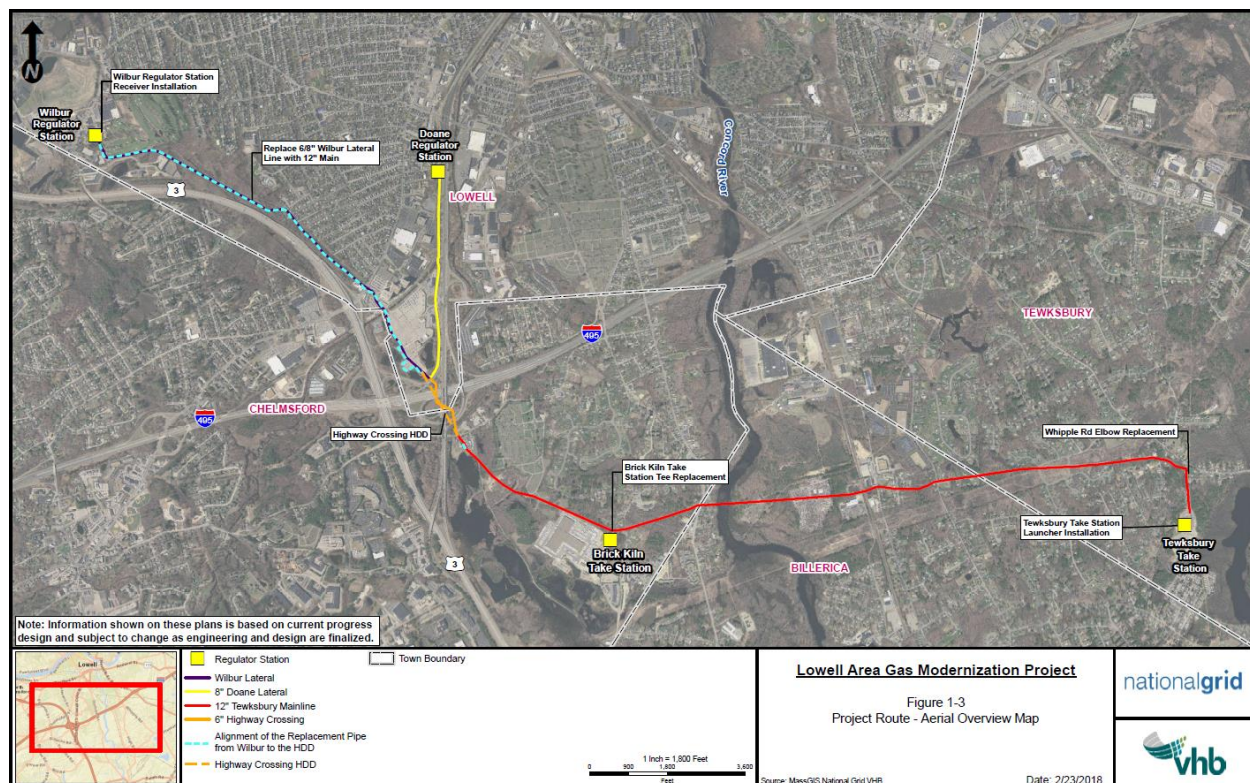 N
Wilbur Regulator Station
Receiver Installation
Wilbur
Regulator
Station
Replace 6/8" Wilbur Lateral
Line with 12" Main
Doane
Regulator
Station
LOWELL
Concord River
3
495
TEWKSBURY
CHELMSFORD
495
Highway Crossing HDD
Whipple Rd Elbow Replacement
Brick Kiln Take
Station Tee Replacement
Tewksbury Take Station
Launcher Installation
Brick Kiln
Take Station
Tewksbury
Take
Station
BILLERICA
3
Note: Information shown on these plans is based on current progress
design and subject to change as engineering and design are finalized.
Lowell
Regulator Station
Town Boundary
Wilbur Lateral
8" Doane Lateral
12" Tewksbury Mainline
6" Highway Crossing
Alignment of the Replacement Pipe
from Wilbur to the HDD
Highway Crossing HDD
1 Inch = 1,800 Feet
0 900 1,800 3,600
Feet
Lowell Area Gas Modernization Project
Figure 1-3
Project Route - Aerial Overview Map
Source: MassGIS National Grid VHB
Date: 2/23/2018
nationalgrid
vhb